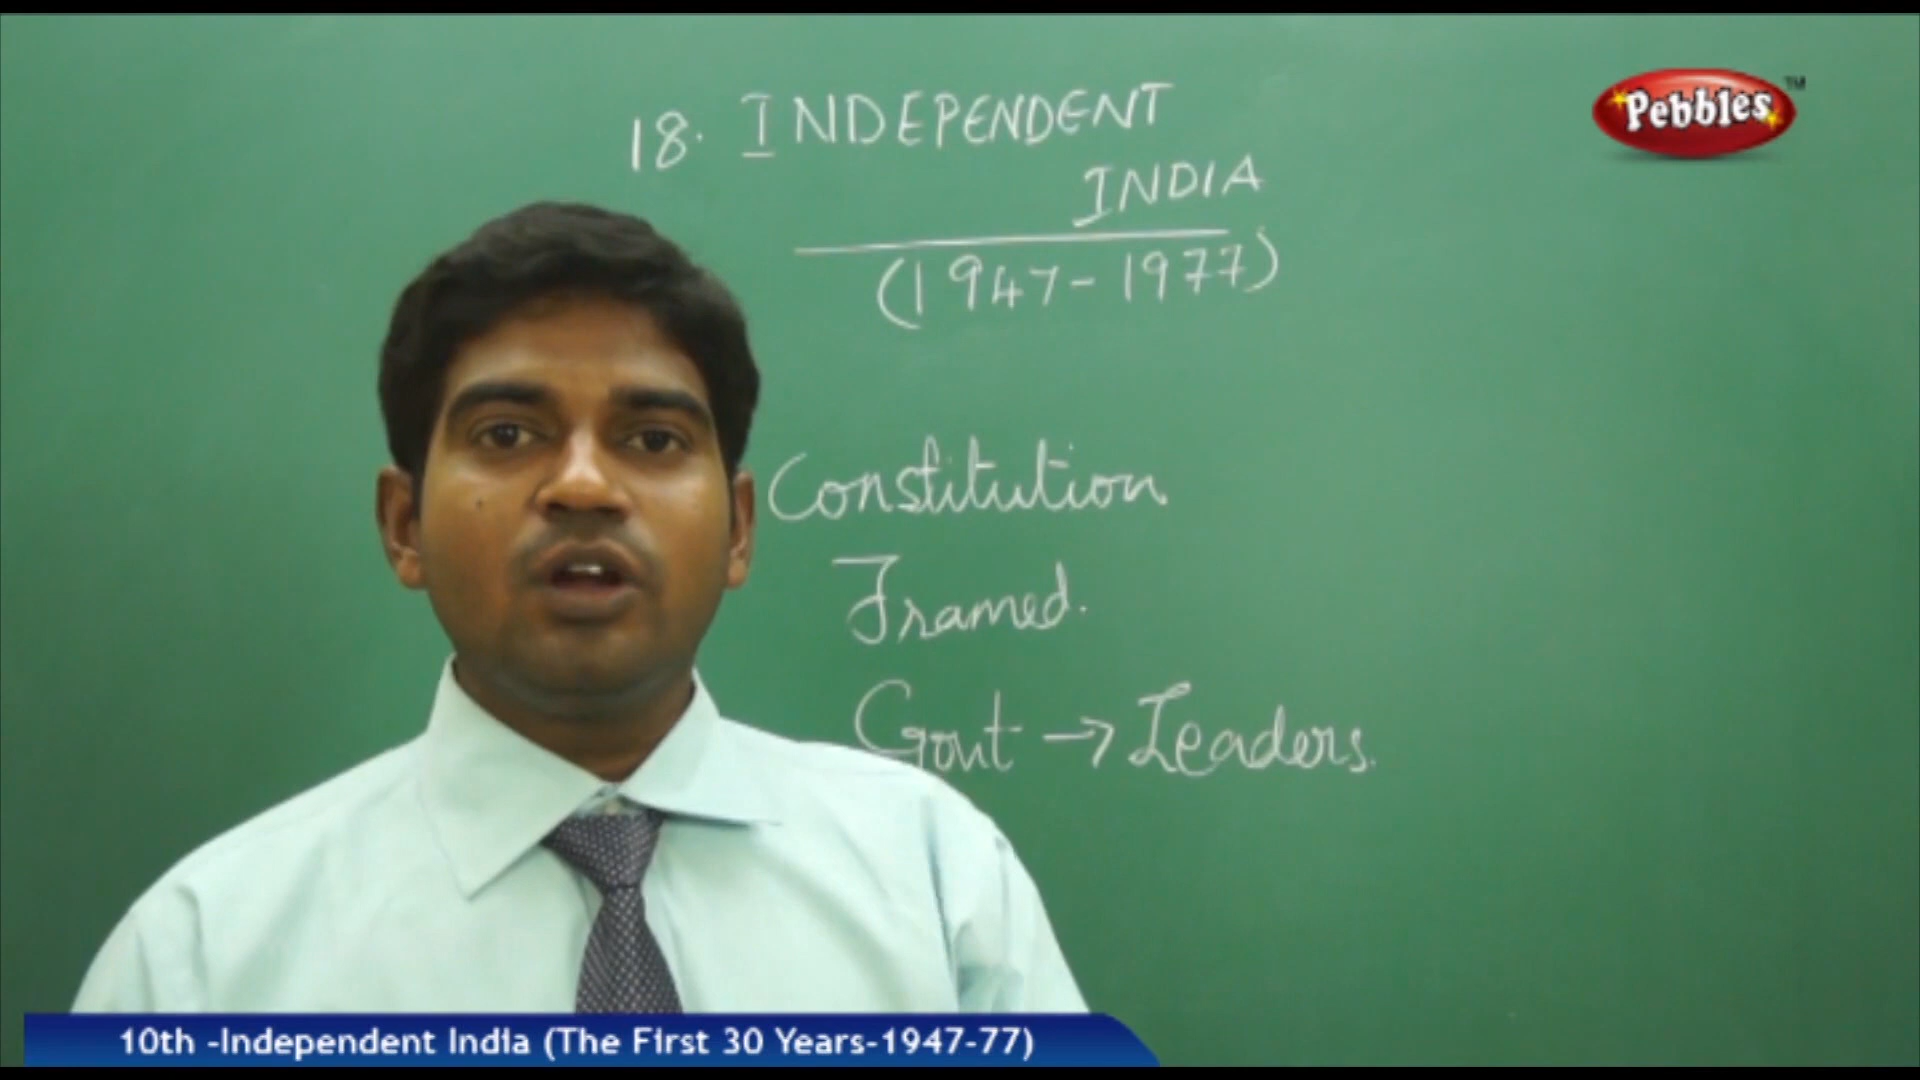 18. INDEPENDENT
INDIA
(1947-1977)
Pebbles TM
Constitution
Framed.
Govt → Leaders.
10th -Independent India (The First 30 Years-1947-77)